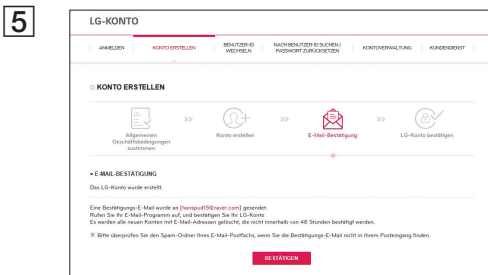 5
LG-KONTO
ANMELDEN
KONTO ERSTELLEN
BENUTZER-ID
WECHSELN
NACH BENUTZER-ID SUCHEN /
PASSWORT ZURÜCKSETZEN
KONTOVERWALTUNG
KUNDENDIENST
KONTO ERSTELLEN
Allgemeinen
Geschäftsbedingungen
zustimmen
>>
Konto erstellen
>>
E-Mail-Bestätigung
>>
LG-Konto bestätigen
E-MAIL-BESTÄTIGUNG
Das LG-Konto wurde erstellt.
Eine Bestätigungs-E-Mail wurde an [hanspud15@naver.com] gesendet.
Rufen Sie Ihr E-Mail-Programm auf, und bestätigen Sie Ihr LG-Konto.
Es werden alle neuen Konten mit E-Mail-Adressen gelöscht, die nicht innerhalb von 48 Stunden bestätigt werden.
※ Bitte überprüfen Sie den Spam-Ordner Ihres E-Mail-Postfachs, wenn Sie die Bestätigungs-E-Mail nicht in Ihrem Posteingang finden.
BESTÄTIGEN